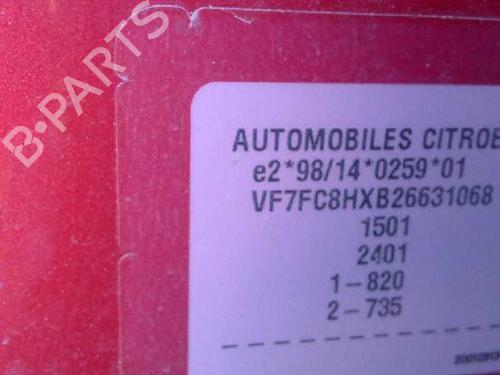 B-PARTS
AUTOMOBILES CITROE
e2*98/14*0259*01
VF7FC8HXB26631068
1501
2401
1-820
2-735